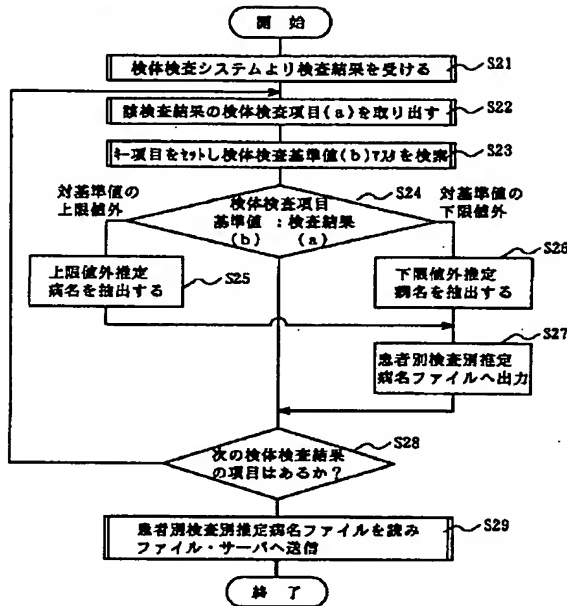 開始
検体検査システムより検査結果を受ける
S21
該検査結果の検体検査項目(a)を取り出す
S22
キー項目をセットし検体検査基準値(b)マスタを検索
S23
対基準値の
上限値外
検体検査項目
基準値 : 検査結果
(b) (a)
S24
対基準値の
下限値外
上限値外推定
病名を抽出する
S25
下限値外推定
病名を抽出する
S26
患者別検査別推定
病名ファイルへ出力
S27
次の検体検査結果
の項目はあるか?
S28
患者別検査別推定病名ファイルを読み
ファイル・サーバへ送信
S29
終了